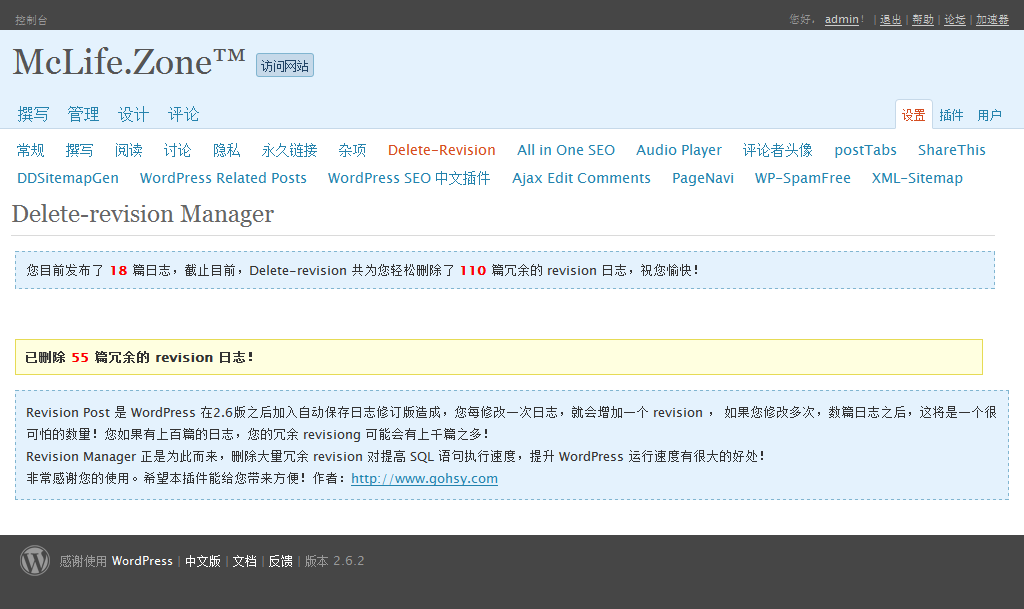 控制台 您好， admin！ | 退出 | 帮助 | 论坛 | 加速器
McLife.Zone™ 访问网站
撰写 管理 设计 评论 设置 插件 用户
常规 撰写 阅读 讨论 隐私 永久链接 杂项 Delete-Revision All in One SEO Audio Player 评论者头像 postTabs ShareThis
DDSitemapGen WordPress Related Posts WordPress SEO 中文插件 Ajax Edit Comments PageNavi WP-SpamFree XML-Sitemap
Delete-revision Manager
您目前发布了 18 篇日志，截止目前，Delete-revision 共为您轻松删除了 110 篇冗余的 revision 日志，祝您愉快！
已删除 55 篇冗余的 revision 日志！
Revision Post 是 WordPress 在2.6版之后加入自动保存日志修订版造成，您每修改一次日志，就会增加一个 revision ， 如果您修改多次，数篇日志之后，这将是一个很
可怕的数量！您如果有上百篇的日志，您的冗余 revisiong 可能会有上千篇之多！
Revision Manager 正是为此而来，删除大量冗余 revision 对提高 SQL 语句执行速度，提升 WordPress 运行速度有很大的好处！
非常感谢您的使用。希望本插件能给您带来方便！作者：http://www.gohsy.com
感谢使用 WordPress | 中文版 | 文档 | 反馈 | 版本 2.6.2